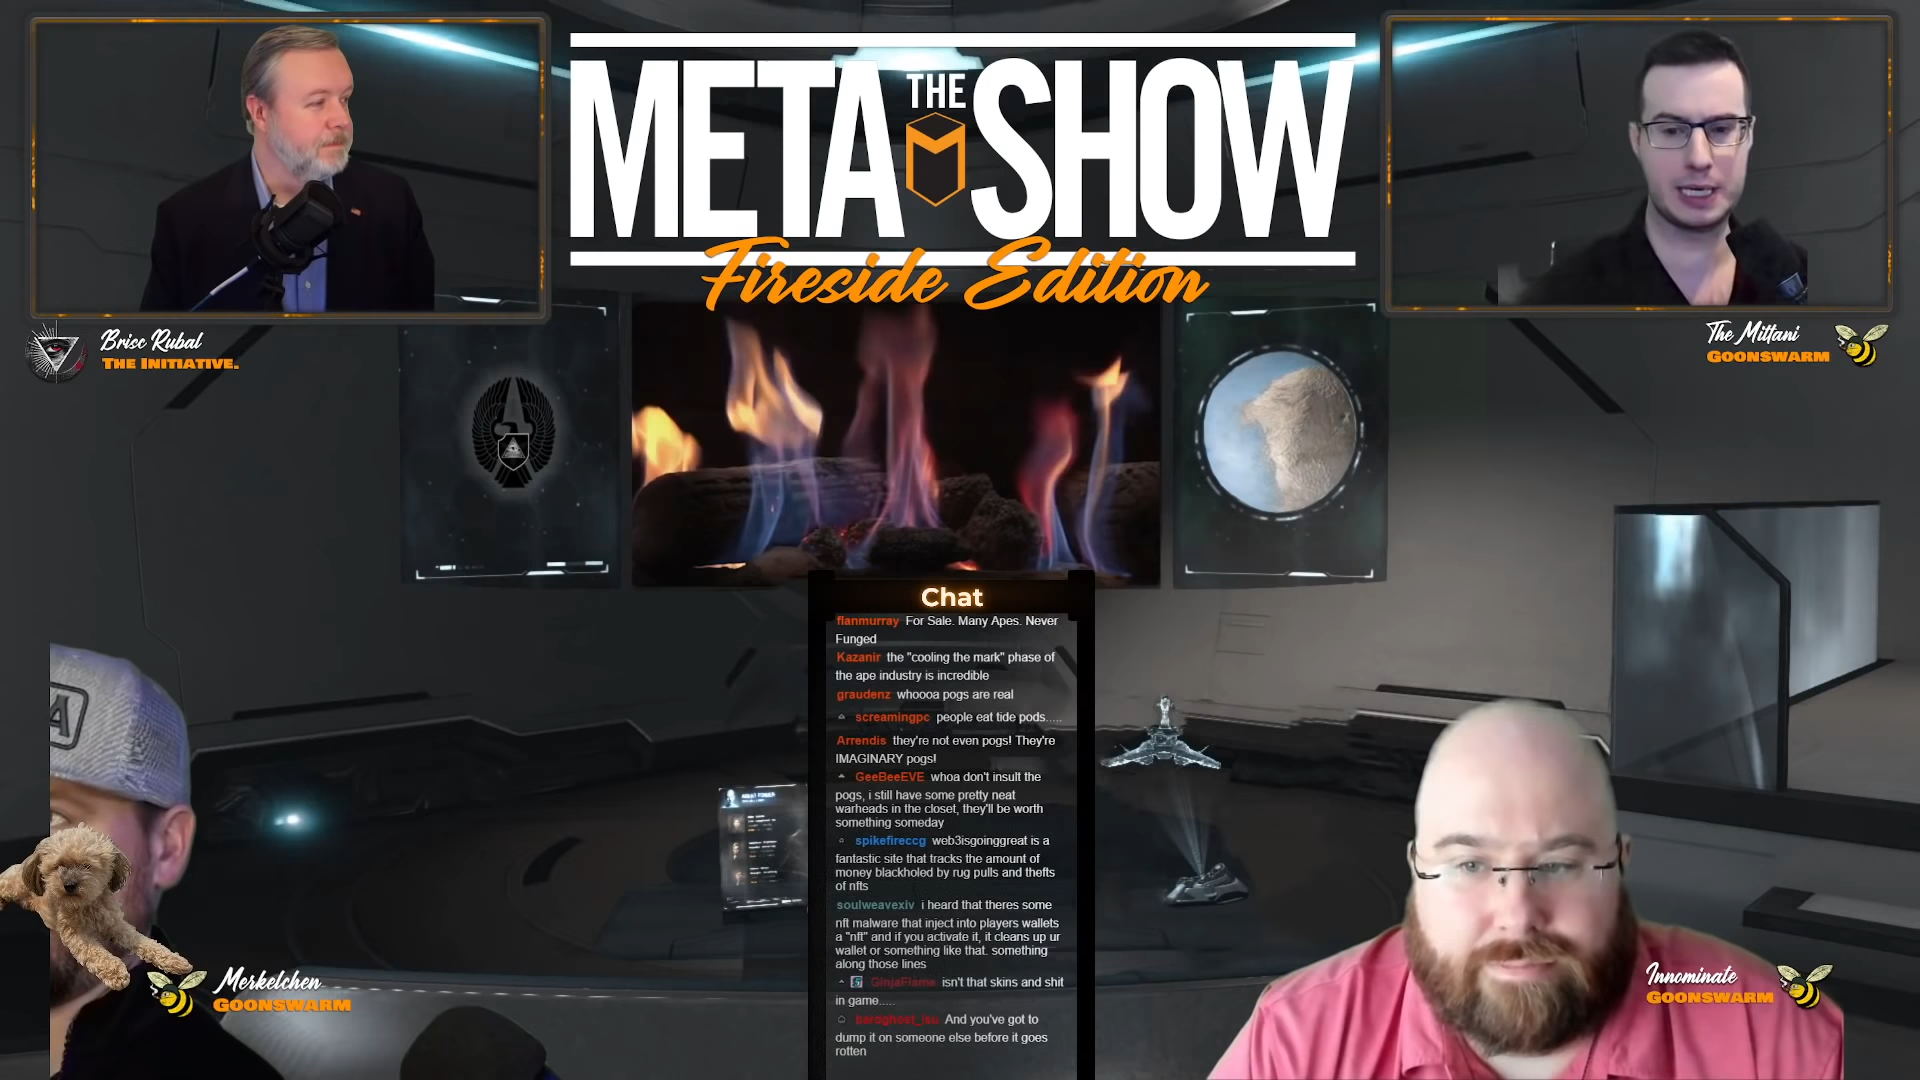 META THE SHOW
Fireside Edition
Brisc Rubal
THE INITIATIVE.
The Mittani
GOONSWARM
Chat
flanmurray For Sale. Many Apes. Never
Funged
Kazanir the "cooling the mark" phase of
the ape industry is incredible
graudenz whoooa pogs are real
screamingpc people eat tide pods.....
Arrendis they're not even pogs! They're
IMAGINARY pogs!
GeeBeeEVE whoa don't insult the
pogs, i still have some pretty neat
warheads in the closet, they'll be worth
something someday
spikefireccg web3isgoinggreat is a
fantastic site that tracks the amount of
money blackholed by rug pulls and thefts
of nfts
soulweavexiv i heard that theres some
nft malware that inject into players wallets
a "nft" and if you activate it, it cleans up ur
wallet or something like that. something
along those lines
GinjaFlame isn't that skins and shit
in game.....
And you've got to
dump it on someone else before it goes
rotten
Merkelchen
GOONSWARM
Innominate
GOONSWARM